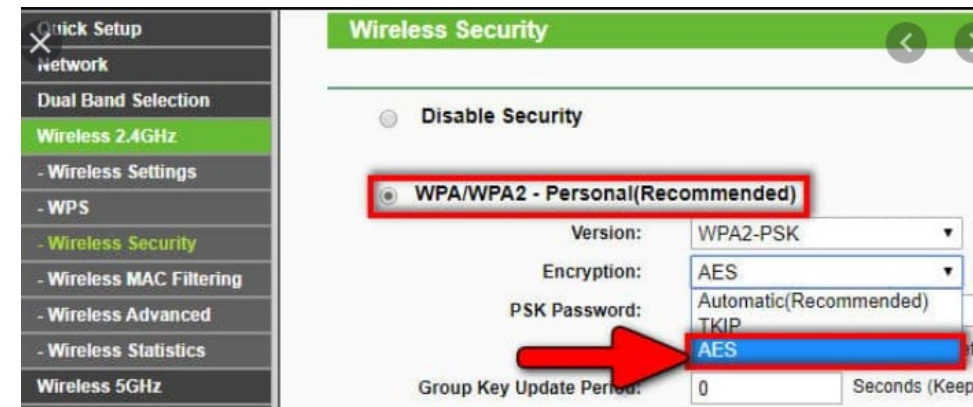 Quick Setup
Network
Dual Band Selection
Wireless 2.4GHz
- Wireless Settings
- WPS
- Wireless Security
- Wireless MAC Filtering
- Wireless Advanced
- Wireless Statistics
Wireless 5GHz
Wireless Security
Disable Security
WPA/WPA2 - Personal(Recommended)
Version: WPA2-PSK
Encryption: AES
PSK Password: Automatic(Recommended)
TKIP
AES
Group Key Update Period: 0 Seconds (Keep